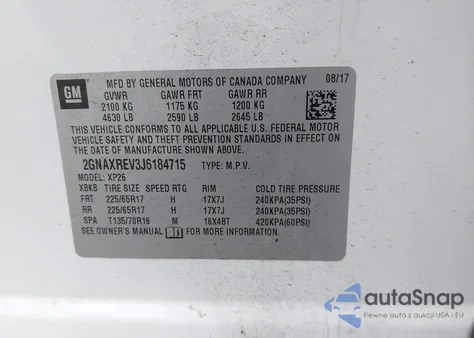 GM MFD BY GENERAL MOTORS OF CANADA COMPANY 08/17
GVWR GAWR FRT GAWR RR
2100 KG 1175 KG 1200 KG
4630 LB 2590 LB 2645 LB
THIS VEHICLE CONFORMS TO ALL APPLICABLE U.S. FEDERAL MOTOR
VEHICLE SAFETY AND THEFT PREVENTION STANDARDS IN EFFECT ON
THE DATE OF MANUFACTURE SHOWN ABOVE.
2GNAXREV3J6184715 TYPE: M.P.V.
MODEL: XP26
XBKB TIRE SIZE SPEED RTG RIM COLD TIRE PRESSURE
FRT 225/65R17 H 17X7J 240KPA(35PSI)
RR 225/65R17 H 17X7J 240KPA(35PSI)
SPA T135/70R16 M 16X4BT 420KPA(60PSI)
SEE OWNER'S MANUAL i FOR MORE INFORMATION.
autoSnap
Pewne auta z aukcji USA i EU